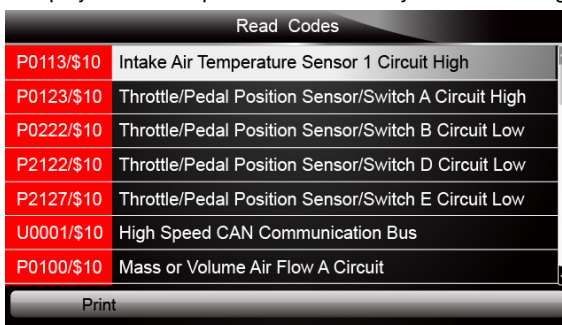 Read Codes
P0113/$10 Intake Air Temperature Sensor 1 Circuit High
P0123/$10 Throttle/Pedal Position Sensor/Switch A Circuit High
P0222/$10 Throttle/Pedal Position Sensor/Switch B Circuit Low
P2122/$10 Throttle/Pedal Position Sensor/Switch D Circuit Low
P2127/$10 Throttle/Pedal Position Sensor/Switch E Circuit Low
U0001/$10 High Speed CAN Communication Bus
P0100/$10 Mass or Volume Air Flow A Circuit
Print